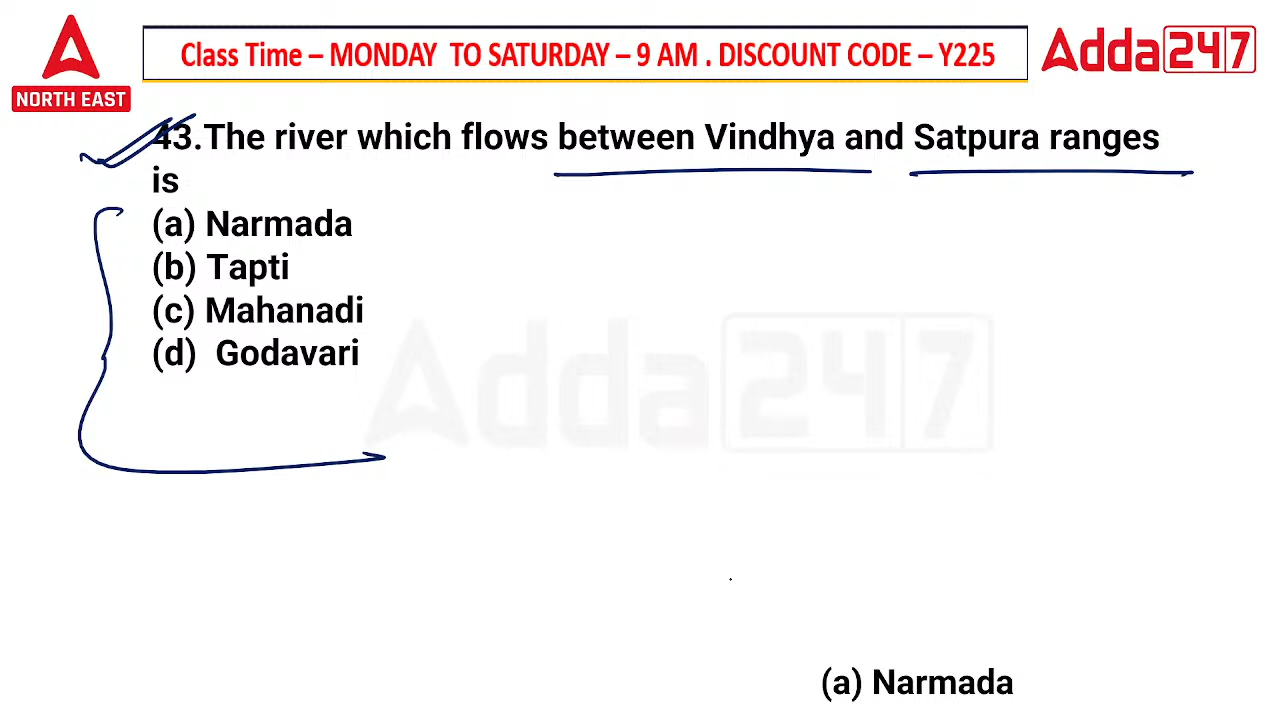 Class Time – MONDAY TO SATURDAY – 9 AM . DISCOUNT CODE – Y225
Adda247
NORTH EAST
43.The river which flows between Vindhya and Satpura ranges
is
(a) Narmada
(b) Tapti
(c) Mahanadi
(d) Godavari
Adda247
(a) Narmada